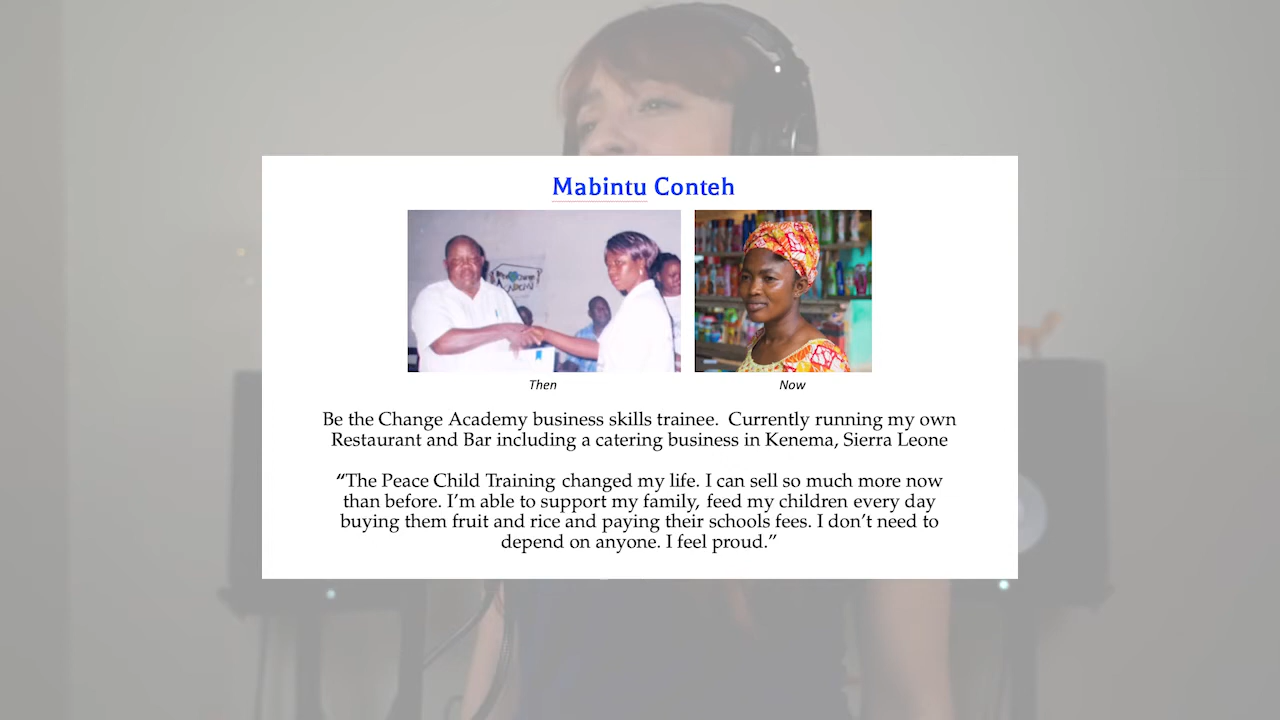 Mabintu Conteh
Then
Now
Be the Change Academy business skills trainee.  Currently running my own
Restaurant and Bar including a catering business in Kenema, Sierra Leone
“The Peace Child Training changed my life. I can sell so much more now
than before. I’m able to support my family, feed my children every day
buying them fruit and rice and paying their schools fees. I don’t need to
depend on anyone. I feel proud.”